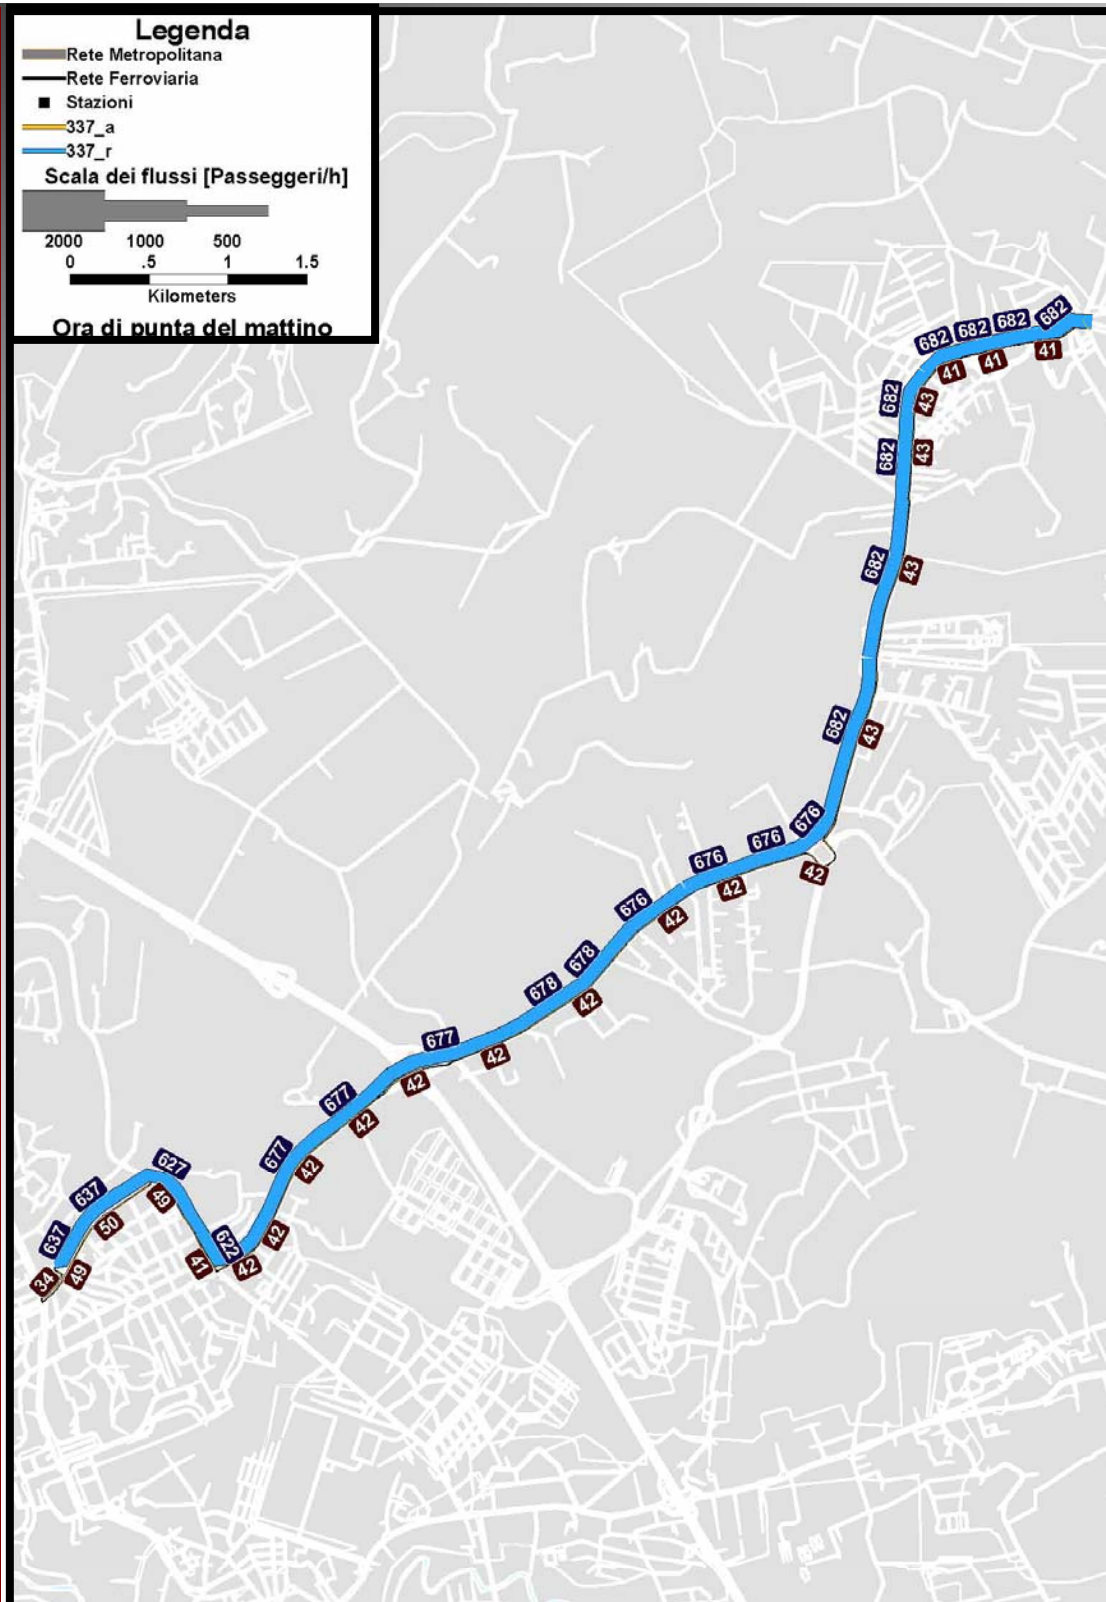 Legenda
Rete Metropolitana
Rete Ferroviaria
Stazioni
337_a
337_r
Scala dei flussi [Passeggeri/h]
2000 1000 500
0 .5 1 1.5
Kilometers
Ora di punta del mattino
682 682 682 682
41 41 41
682 43
682 43
682 43
682 43
676 676 676 676
42 42 42
678 678
42
677 42
677 42
677 42
42
42
627 637 637
622
49 50 49 34
41 42